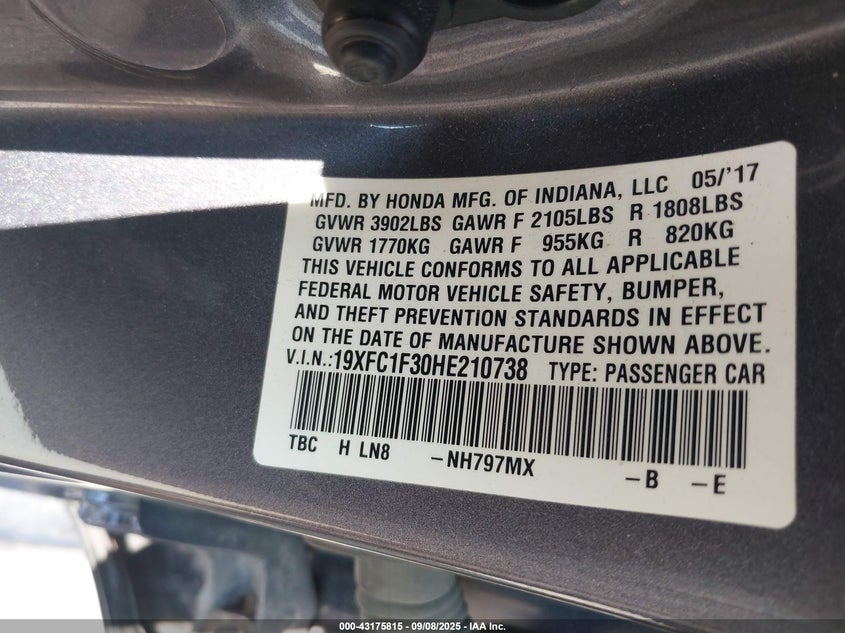 MFD. BY HONDA MFG. OF INDIANA, LLC 05/'17
GVWR 3902LBS GAWR F 2105LBS R 1808LBS
GVWR 1770KG GAWR F 955KG R 820KG
THIS VEHICLE CONFORMS TO ALL APPLICABLE
FEDERAL MOTOR VEHICLE SAFETY, BUMPER,
AND THEFT PREVENTION STANDARDS IN EFFECT
ON THE DATE OF MANUFACTURE SHOWN ABOVE.
V.I.N.:19XFC1F30HE210738 TYPE: PASSENGER CAR
TBC H LN8 -NH797MX -B -E
000-43175815 - 09/08/2025 - IAA Inc.